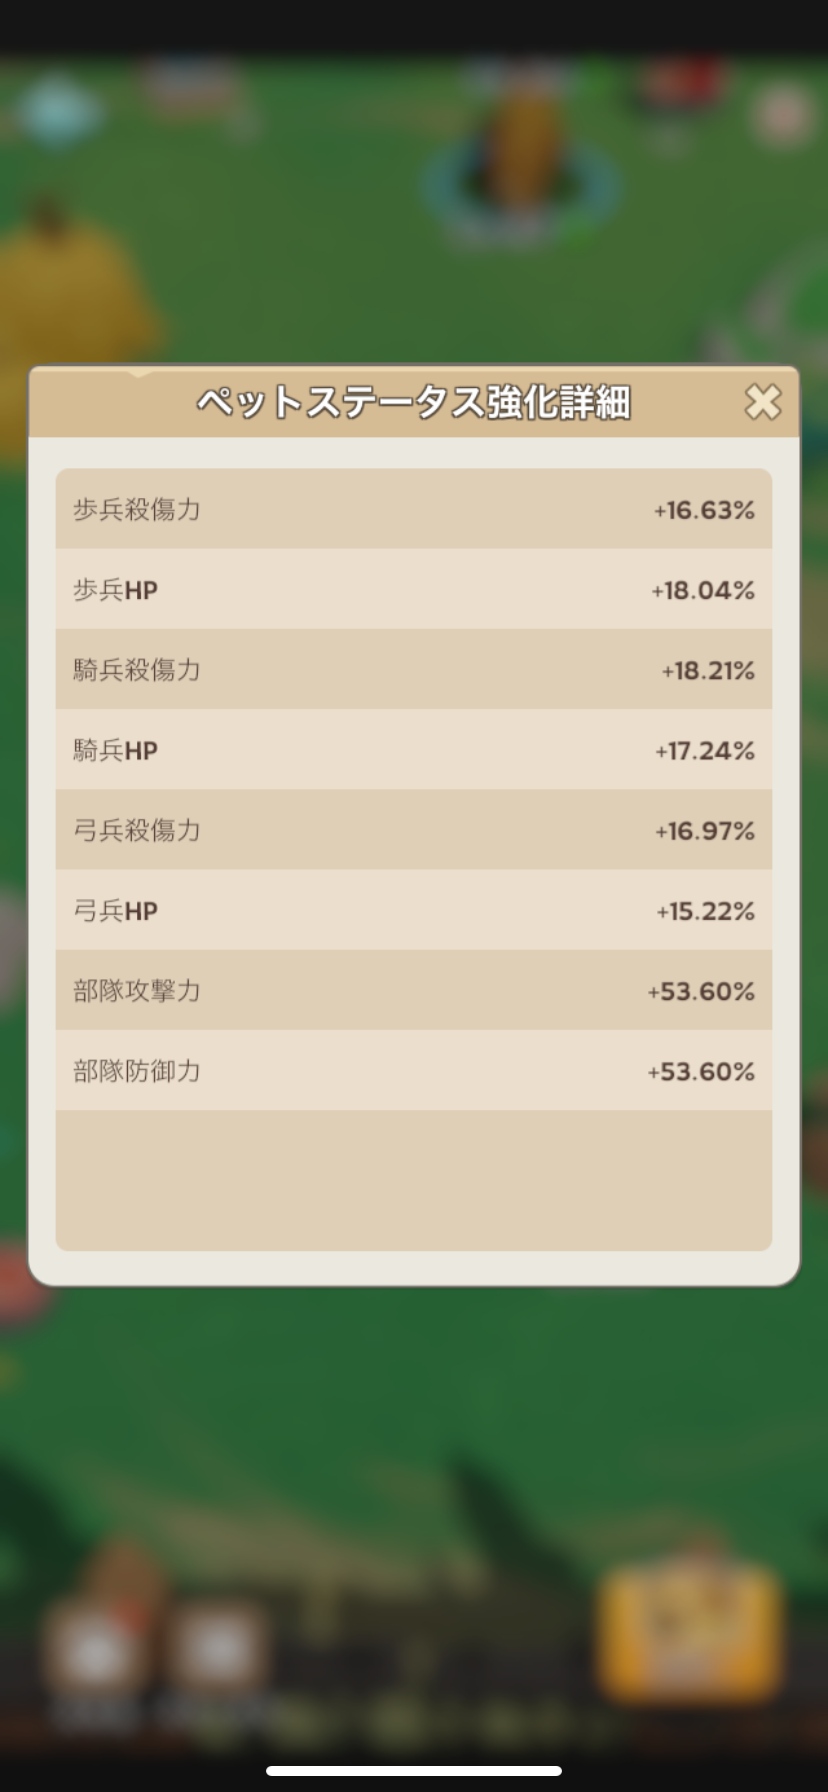 ペットステータス強化詳細
歩兵殺傷力 +16.63%
歩兵HP +18.04%
騎兵殺傷力 +18.21%
騎兵HP +17.24%
弓兵殺傷力 +16.97%
弓兵HP +15.22%
部隊攻撃力 +53.60%
部隊防御力 +53.60%